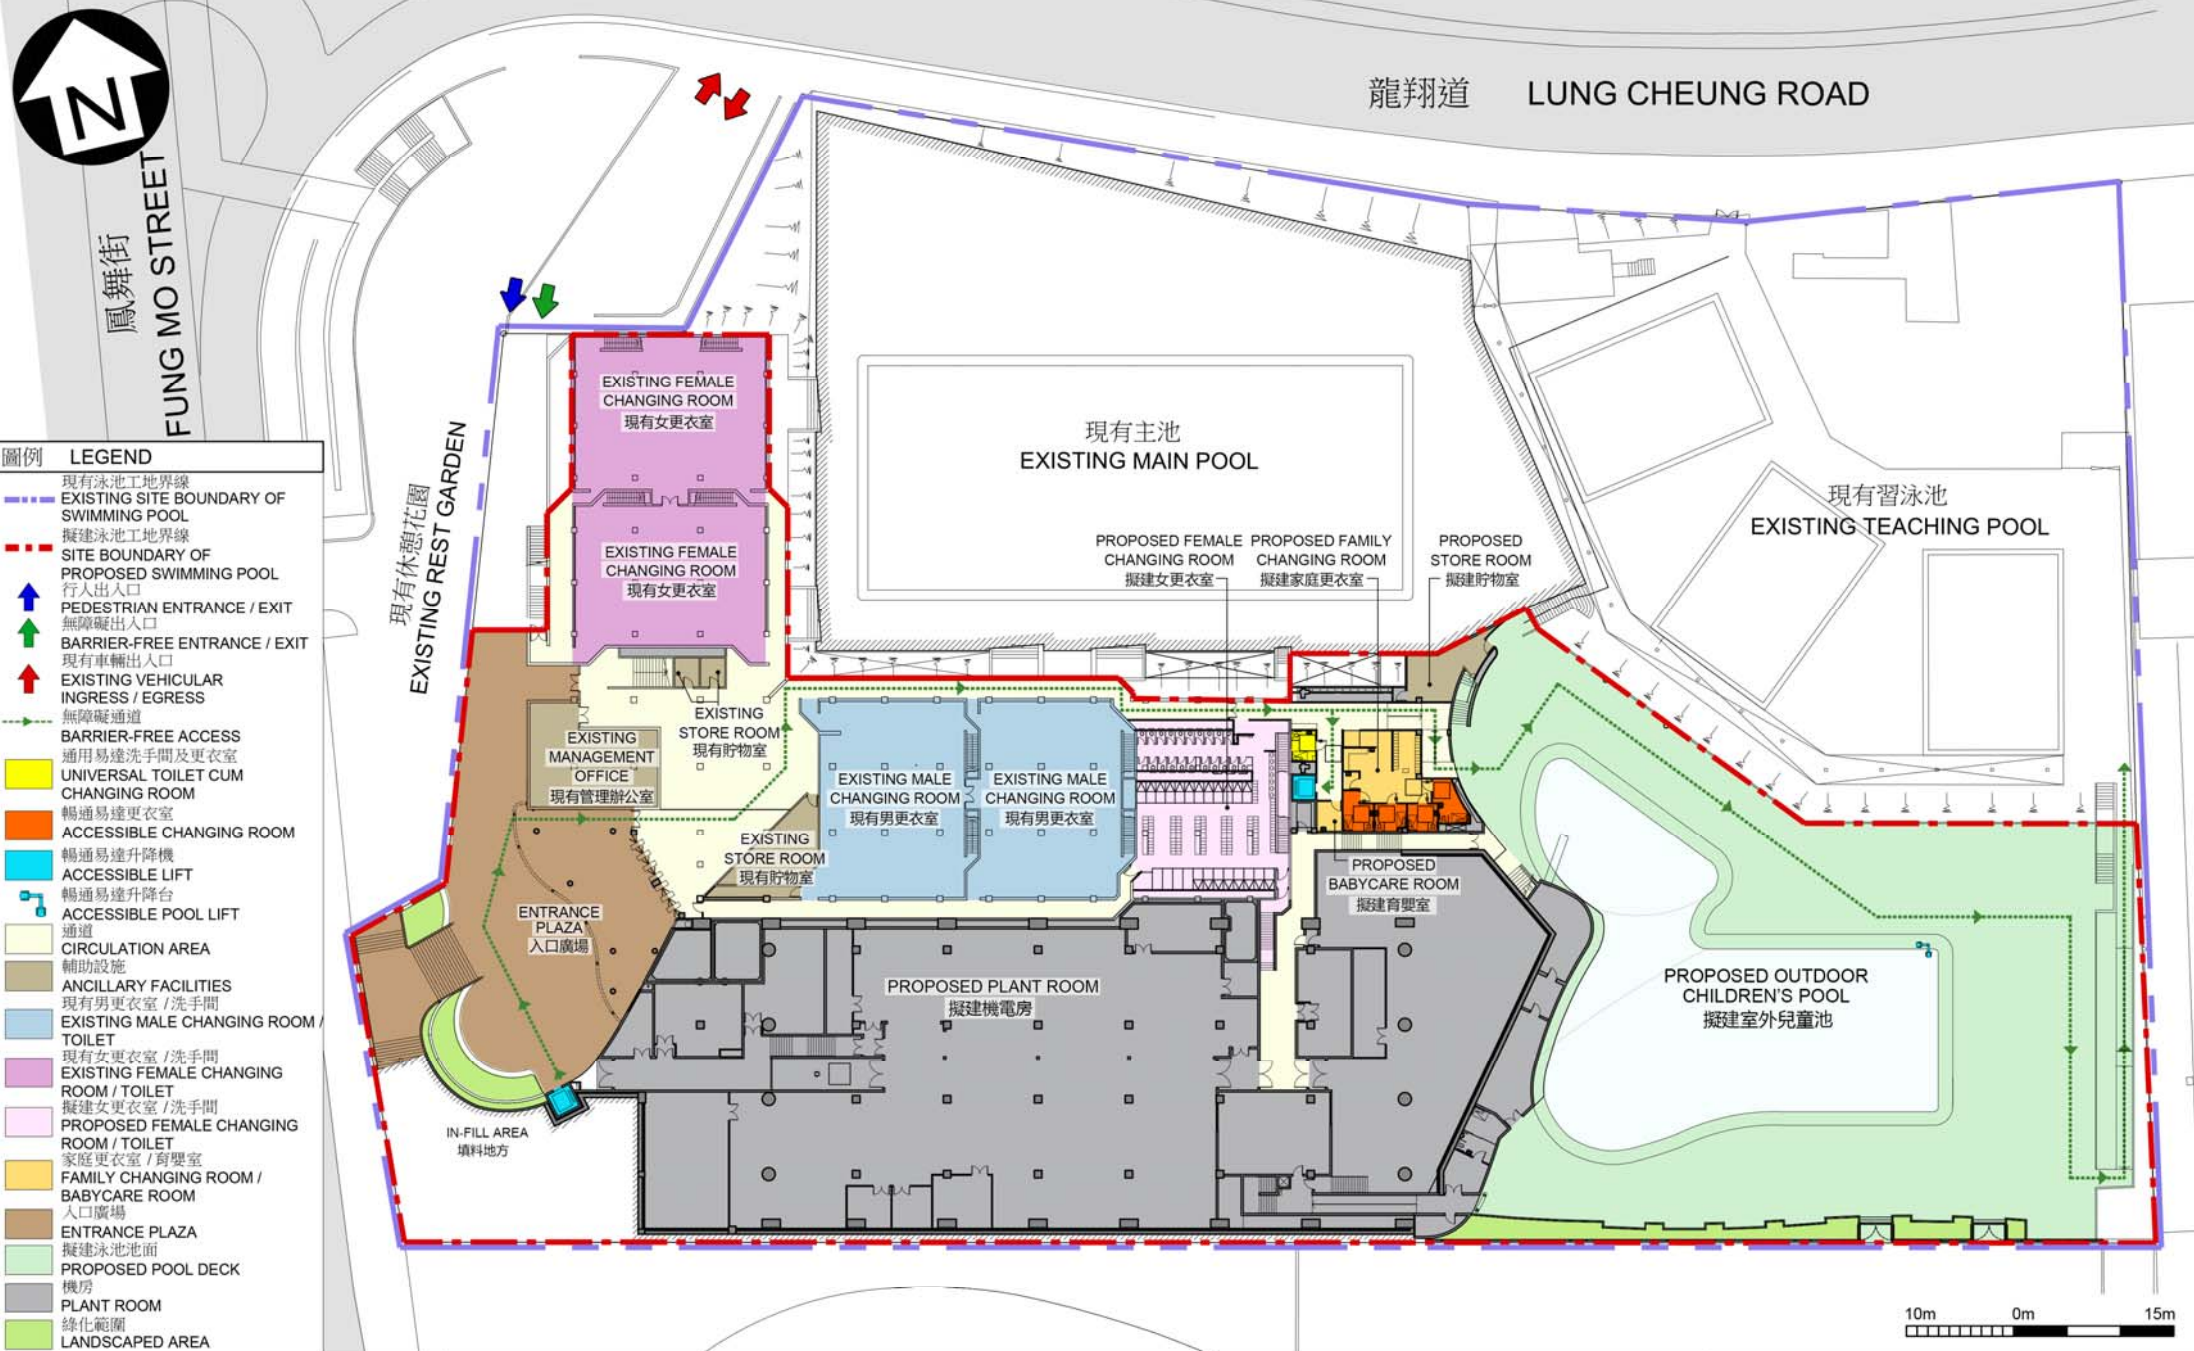 N
龍翔道 LUNG CHEUNG ROAD
鳳舞街
FUNG MO STREET
現有休憩花園
EXISTING REST GARDEN
圖例 LEGEND
現有泳池工地界線
EXISTING SITE BOUNDARY OF
SWIMMING POOL
擬建泳池工地界線
SITE BOUNDARY OF
PROPOSED SWIMMING POOL
行人出入口
PEDESTRIAN ENTRANCE / EXIT
無障礙出入口
BARRIER-FREE ENTRANCE / EXIT
現有車輛出入口
EXISTING VEHICULAR
INGRESS / EGRESS
無障礙通道
BARRIER-FREE ACCESS
通用易達洗手間及更衣室
UNIVERSAL TOILET CUM
CHANGING ROOM
暢通易達更衣室
ACCESSIBLE CHANGING ROOM
暢通易達升降機
ACCESSIBLE LIFT
暢通易達升降台
ACCESSIBLE POOL LIFT
通道
CIRCULATION AREA
輔助設施
ANCILLARY FACILITIES
現有男更衣室 / 洗手間
EXISTING MALE CHANGING ROOM /
TOILET
現有女更衣室 / 洗手間
EXISTING FEMALE CHANGING
ROOM / TOILET
擬建女更衣室 / 洗手間
PROPOSED FEMALE CHANGING
ROOM / TOILET
家庭更衣室 / 育嬰室
FAMILY CHANGING ROOM /
BABYCARE ROOM
入口廣場
ENTRANCE PLAZA
擬建泳池池面
PROPOSED POOL DECK
機房
PLANT ROOM
綠化範圍
LANDSCAPED AREA
EXISTING FEMALE
CHANGING ROOM
現有女更衣室
EXISTING FEMALE
CHANGING ROOM
現有女更衣室
現有主池
EXISTING MAIN POOL
現有習泳池
EXISTING TEACHING POOL
PROPOSED FEMALE
CHANGING ROOM
擬建女更衣室
PROPOSED FAMILY
CHANGING ROOM
擬建家庭更衣室
PROPOSED
STORE ROOM
擬建貯物室
EXISTING
STORE ROOM
現有貯物室
EXISTING
MANAGEMENT
OFFICE
現有管理辦公室
EXISTING MALE
CHANGING ROOM
現有男更衣室
EXISTING MALE
CHANGING ROOM
現有男更衣室
EXISTING
STORE ROOM
現有貯物室
PROPOSED
BABYCARE ROOM
擬建育嬰室
ENTRANCE
PLAZA
入口廣場
PROPOSED PLANT ROOM
擬建機電房
PROPOSED OUTDOOR
CHILDREN'S POOL
擬建室外兒童池
IN-FILL AREA
填料地方
10m 0m 15m